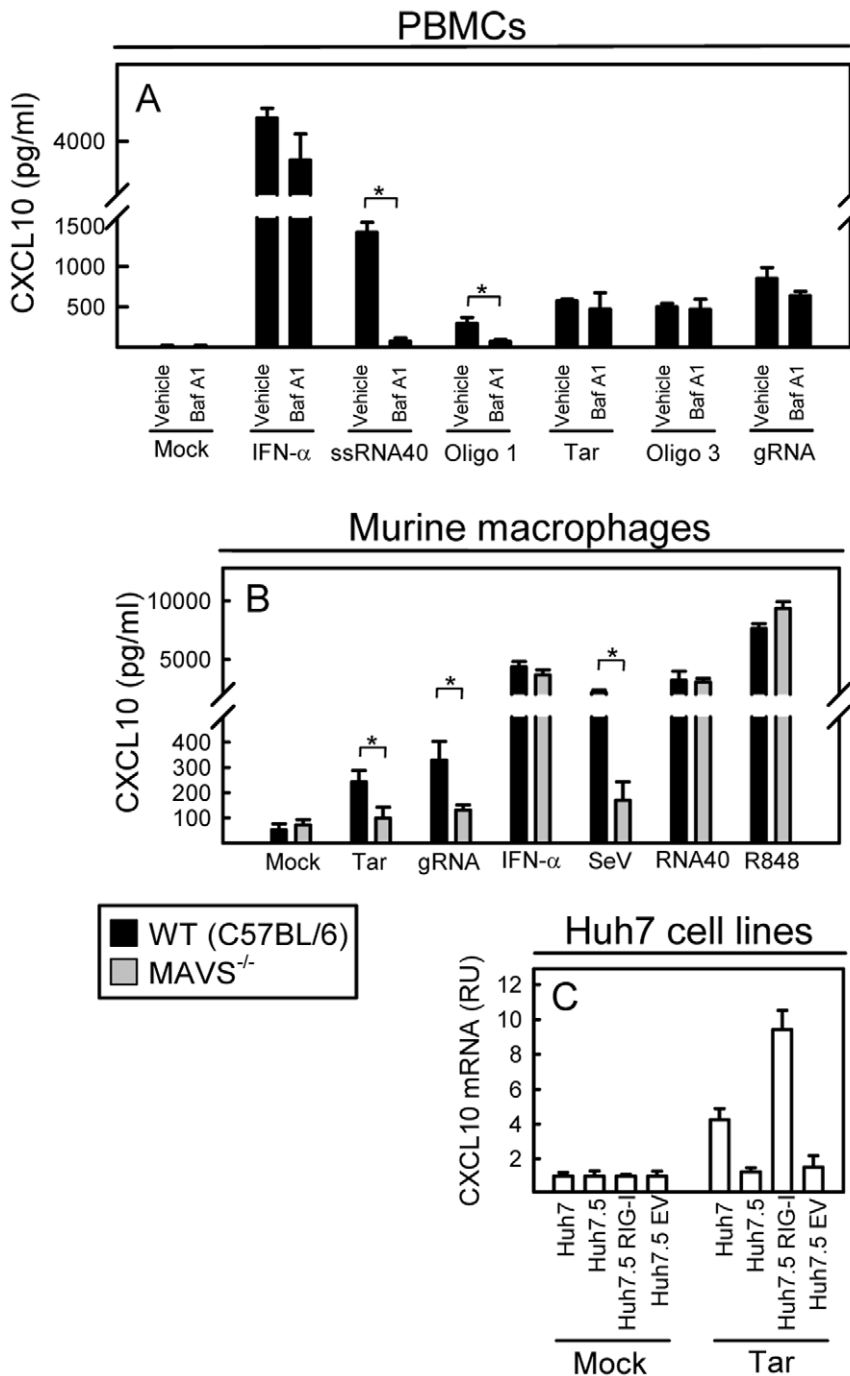 PBMCs
A
CXCL10 (pg/ml)
4000
1500
1000
500
*
*
Vehicle Baf A1 Vehicle Baf A1 Vehicle Baf A1 Vehicle Baf A1 Vehicle Baf A1 Vehicle Baf A1 Vehicle Baf A1
Mock IFN-α ssRNA40 Oligo 1 Tar Oligo 3 gRNA
Murine macrophages
B
CXCL10 (pg/ml)
10000
5000
400
300
200
100
*
*
*
Mock Tar gRNA IFN-α SeV RNA40 R848
WT (C57BL/6)
MAVS-/-
Huh7 cell lines
C
CXCL10 mRNA (RU)
12
10
8
6
4
2
Huh7 Huh7.5 Huh7.5 RIG-I Huh7.5 EV Huh7 Huh7.5 Huh7.5 RIG-I Huh7.5 EV
Mock Tar